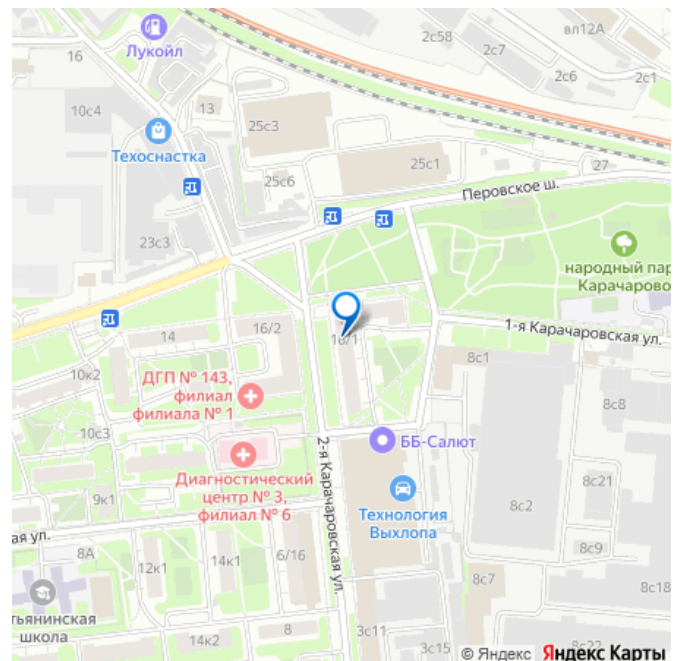 Лукойл
16
2с58
2с7
вл12А
2с6
2с1
10с4
13
25с3
Техоснастка
25с1
27
25с6
Перовское ш.
23с3
народный пар
Карачарово
14
16/2
18/1
1-я Карачаровская ул.
8с1
10к2
ДГП № 143,
филиал
филиала № 1
8с8
10с3
ББ-Салют
Диагностический
центр № 3,
филиал № 6
2-я Карачаровская ул.
8с21
9к1
Технология
Выхлопа
8с2
ая ул.
8А
12к1
14к1
6/16
8с9
8с7
8с18
тьянинская
школа
14к2
8
3с11
3с15
8с22
© Яндекс Яндекс Карты